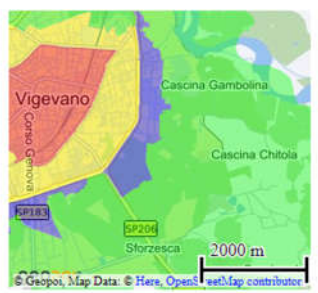 Cascina Gambolina
Vigevano
Corso Genova
Cascina Chitola
SP183
SP206
Sforzesca
2000 m
© Geopoi, Map Data: © Here, OpenStreetMap contributor